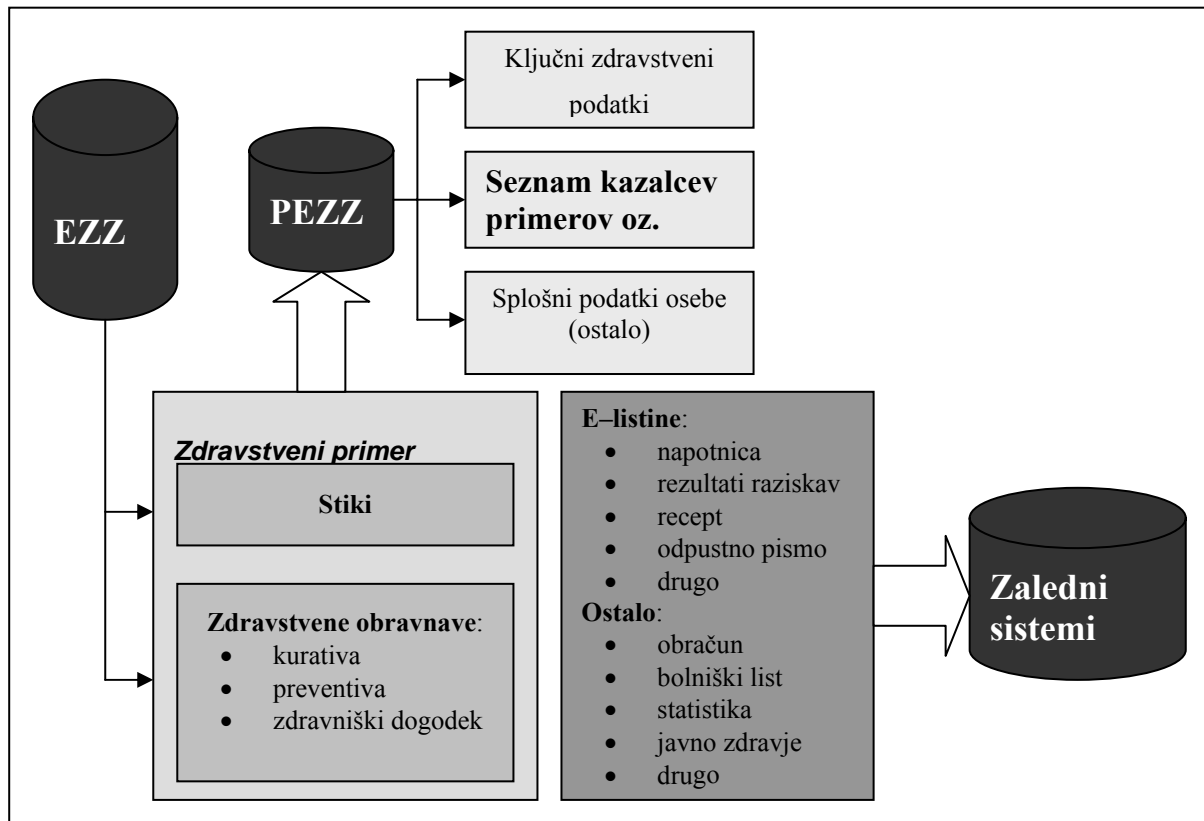 Ključni zdravstveni
podatki
EZZ
PEZZ
Seznam kazalcev
primerov oz.
Splošni podatki osebe
(ostalo)
Zdravstveni primer
Stiki
Zdravstvene obravnave:
• kurativa
• preventiva
• zdravniški dogodek
E–listine:
• napotnica
• rezultati raziskav
• recept
• odpustno pismo
• drugo
Ostalo:
• obračun
• bolniški list
• statistika
• javno zdravje
• drugo
Zaledni
sistemi